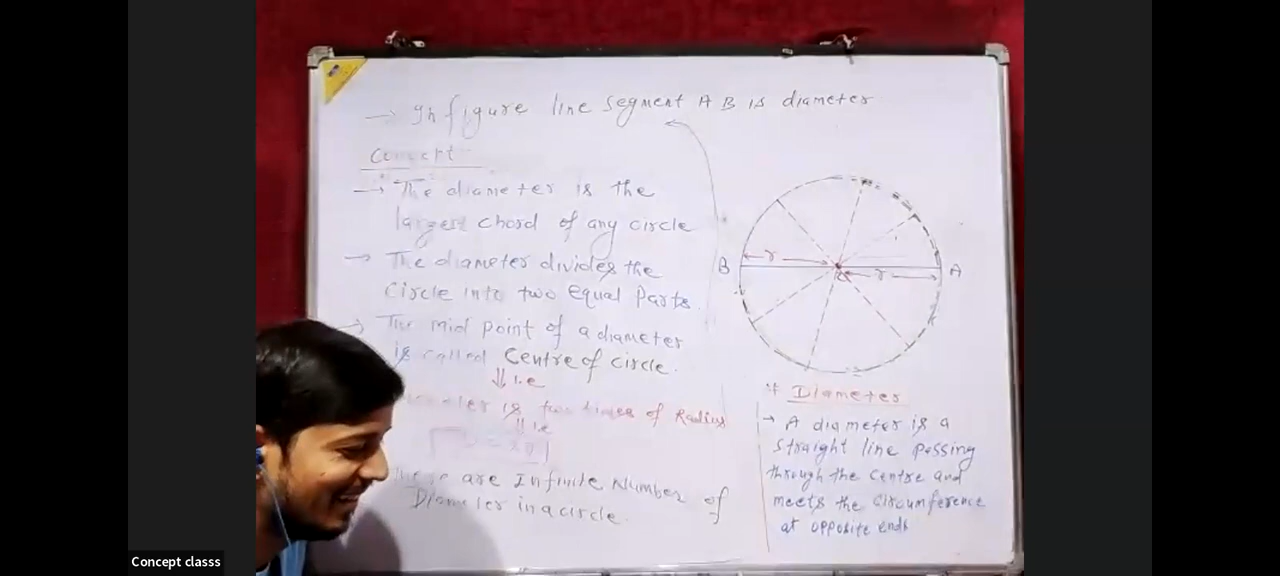 → In figure line segment A B is diameter
Concept
→ The diameter is the
largest chord of any circle
→ The diameter divides the
circle into two equal parts.
→ The mid point of a diameter
is called Centre of circle.
⇓ i.e
is two times of Radius
⇓ i.e
are Infinite Number of
Diameter in a circle.
B
r
r
A
* Diameter
→ A diameter is a
straight line passing
through the centre and
meets the circumference
at opposite ends
Concept classs